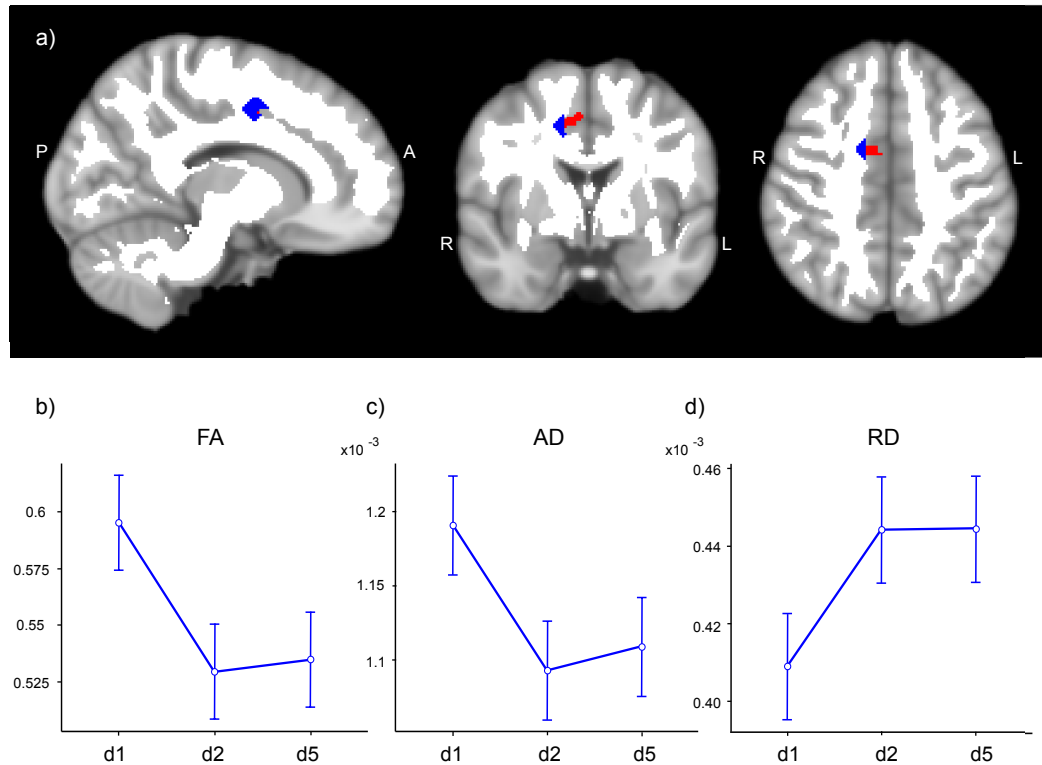 a)
P
A
R
L
R
L
b)
c)
d)
FA
AD
RD
x10 -3
x10 -3
0.6
0.575
0.55
0.525
d1
d2
d5
1.2
1.15
1.1
d1
d2
d5
0.46
0.44
0.42
0.40
d1
d2
d5